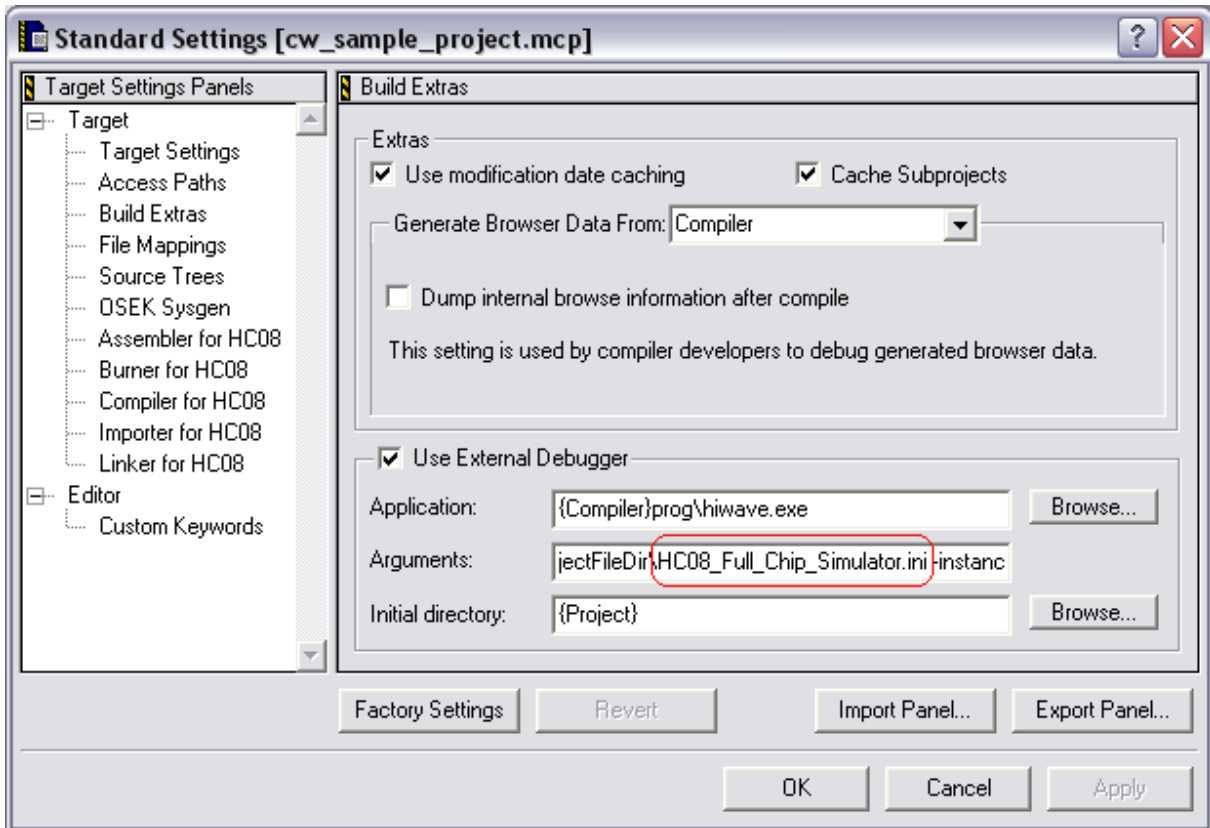 Standard Settings [cw_sample_project.mcp]
Target Settings Panels
Target
Target Settings
Access Paths
Build Extras
File Mappings
Source Trees
OSEK Sysgen
Assembler for HC08
Burner for HC08
Compiler for HC08
Importer for HC08
Linker for HC08
Editor
Custom Keywords
Build Extras
Extras
Use modification date caching
Cache Subprojects
Generate Browser Data From: Compiler
Dump internal browse information after compile
This setting is used by compiler developers to debug generated browser data.
Use External Debugger
Application: {Compiler}prog\hiwave.exe Browse...
Arguments: jectFileDir\HC08_Full_Chip_Simulator.ini -instanc
Initial directory: {Project} Browse...
Factory Settings Revert Import Panel... Export Panel...
OK Cancel Apply